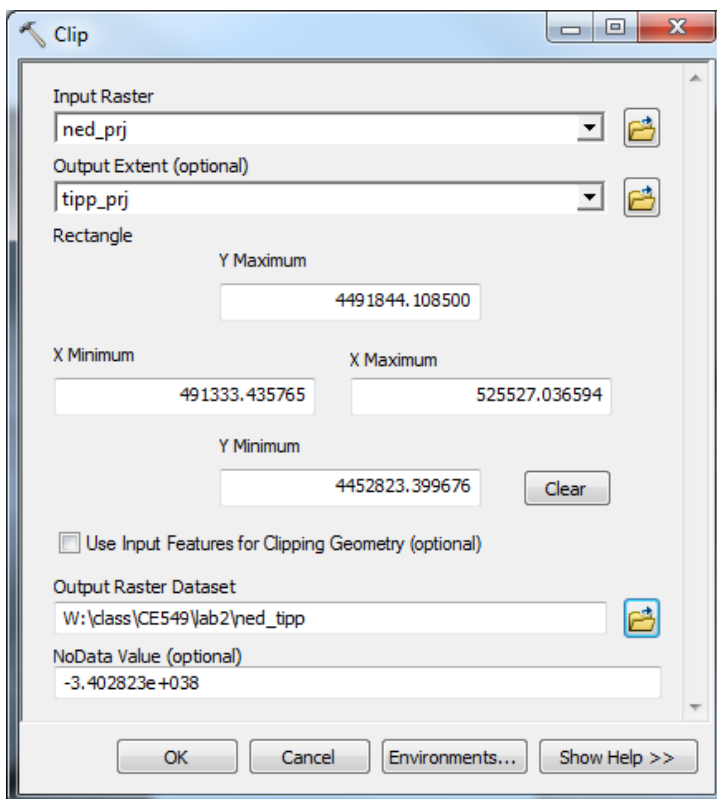 Clip
Input Raster
ned_prj
Output Extent (optional)
tipp_prj
Rectangle
Y Maximum
4491844.108500
X Minimum
X Maximum
491333.435765
525527.036594
Y Minimum
4452823.399676
Clear
Use Input Features for Clipping Geometry (optional)
Output Raster Dataset
W:\class\CE549\lab2\ned_tipp
NoData Value (optional)
-3.402823e+038
OK Cancel Environments... Show Help >>